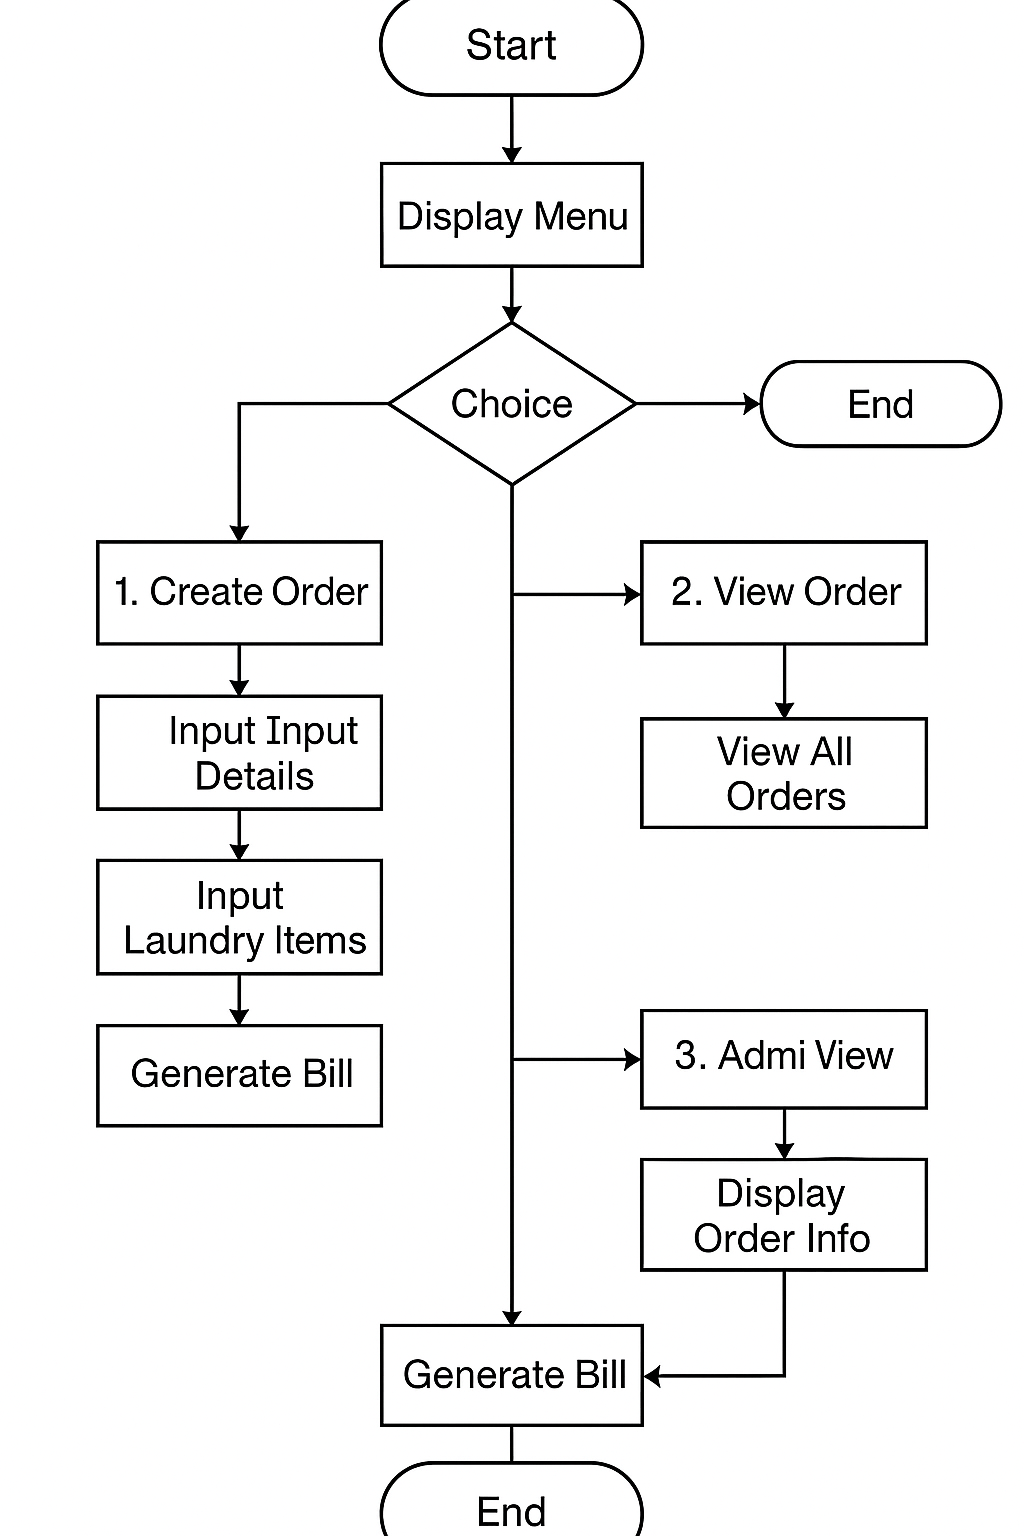 Start
Display Menu
Choice
End
1. Create Order
Input Input
Details
Input
Laundry Items
Generate Bill
2. View Order
View All
Orders
3. Admi View
Display
Order Info
Generate Bill
End